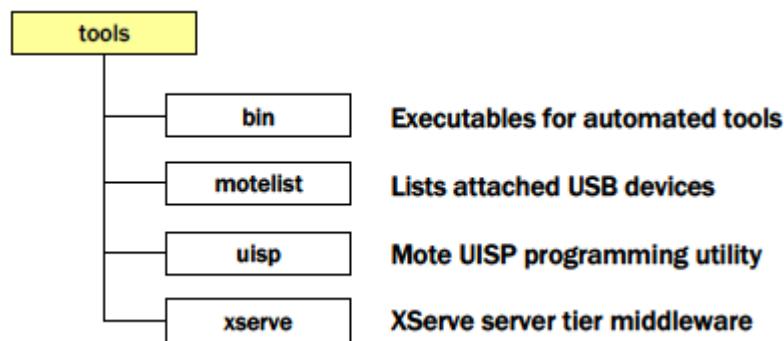 tools
bin Executables for automated tools
motelist Lists attached USB devices
uisp Mote UISP programming utility
xserve XServe server tier middleware